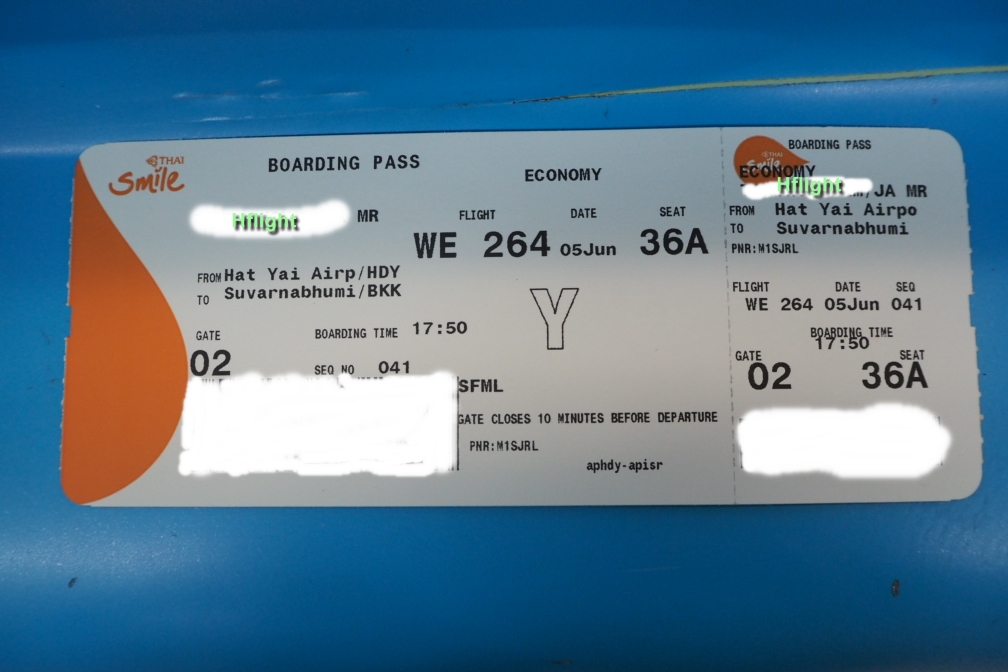 THAI
Smile
BOARDING PASS
ECONOMY
Hflight MR
FLIGHT DATE SEAT
WE 264 05Jun 36A
FROM Hat Yai Airp/HDY
TO Suvarnabhumi/BKK
Y
GATE BOARDING TIME 17:50
02
SEQ NO 041
SFML
GATE CLOSES 10 MINUTES BEFORE DEPARTURE
PNR:M1SJRL
aphdy-apisr
THAI
Smile
BOARDING PASS
ECONOMY
Hflight /JA MR
FROM Hat Yai Airpo
TO Suvarnabhumi
PNR:M1SJRL
FLIGHT DATE SEQ
WE 264 05Jun 041
BOARDING TIME
17:50
GATE SEAT
02 36A